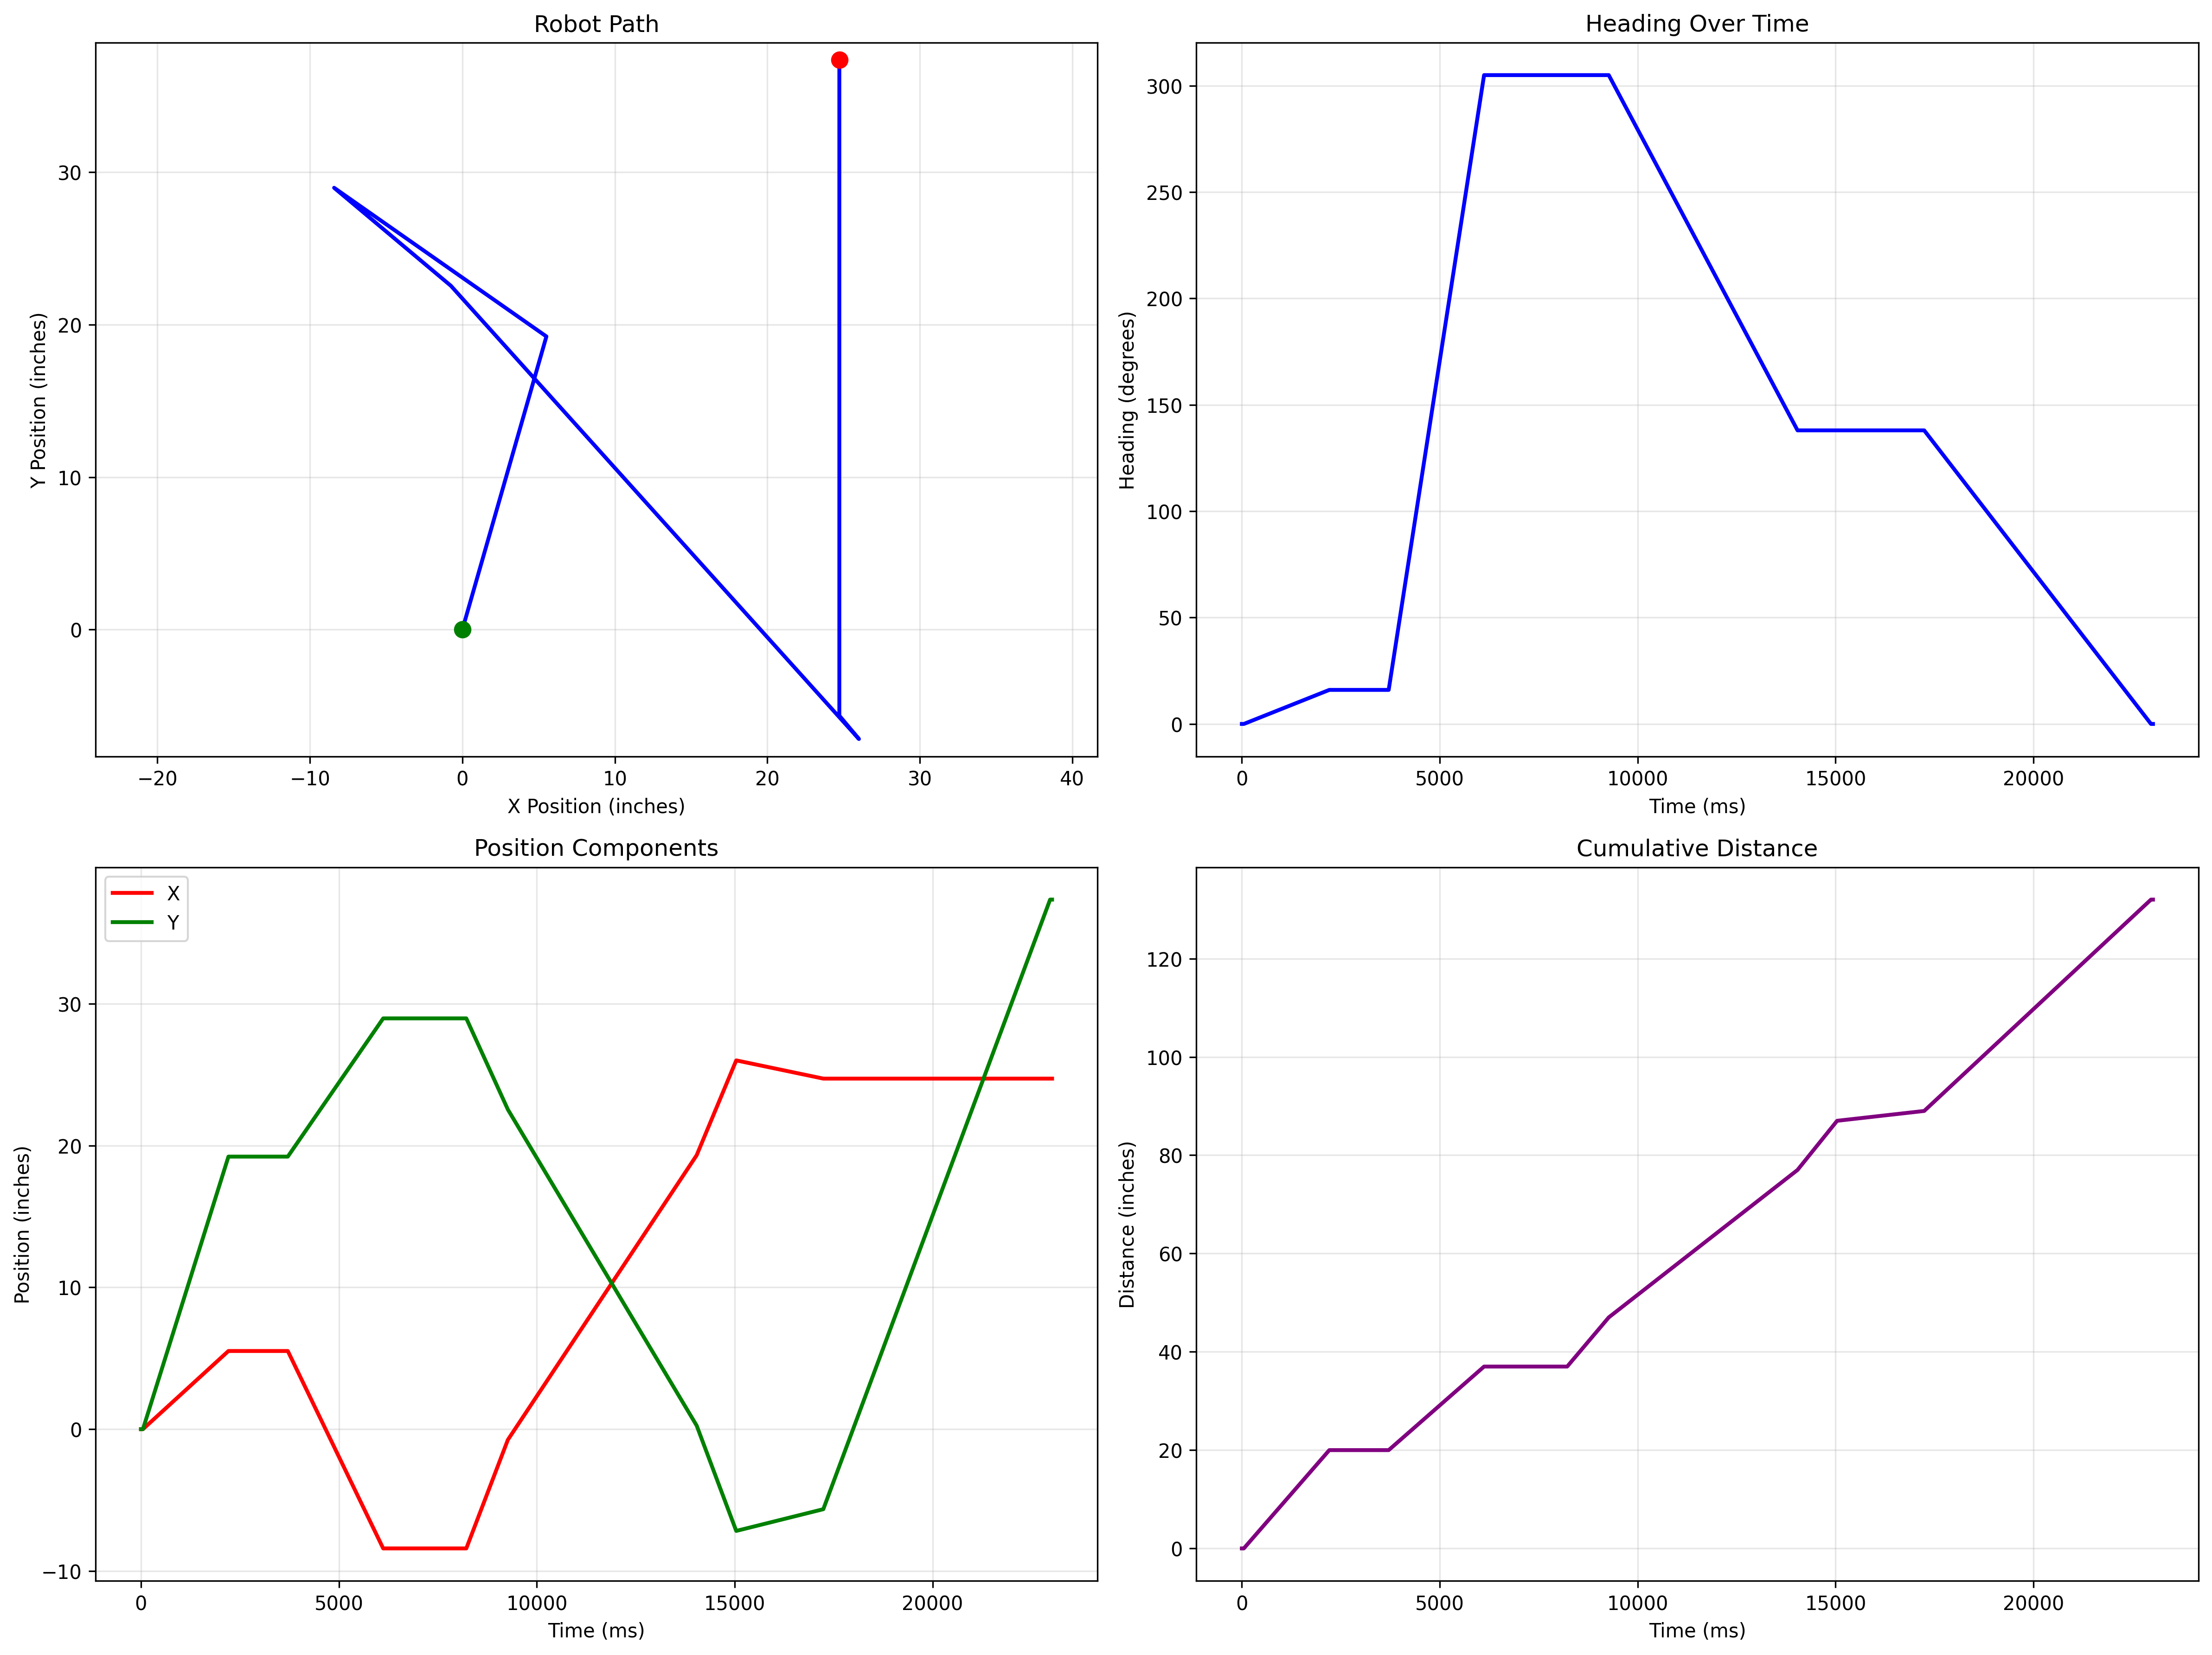 Robot Path
Y Position (inches)
30
20
10
0
−20 −10 0 10 20 30 40
X Position (inches)
Heading Over Time
Heading (degrees)
300
250
200
150
100
50
0
0 5000 10000 15000 20000
Time (ms)
Position Components
X
Y
Position (inches)
30
20
10
0
−10
0 5000 10000 15000 20000
Time (ms)
Cumulative Distance
Distance (inches)
120
100
80
60
40
20
0
0 5000 10000 15000 20000
Time (ms)